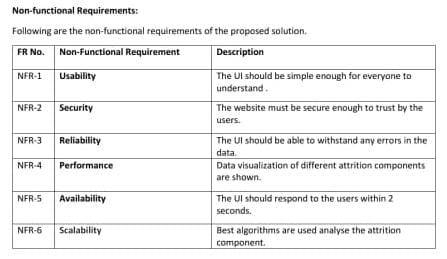 Non-functional Requirements:
Following are the non-functional requirements of the proposed solution.
FR No. Non-Functional Requirement Description
NFR-1 Usability The UI should be simple enough for everyone to
understand .
NFR-2 Security The website must be secure enough to trust by the
users.
NFR-3 Reliability The UI should be able to withstand any errors in the
data.
NFR-4 Performance Data visualization of different attrition components
are shown.
NFR-5 Availability The UI should respond to the users within 2
seconds.
NFR-6 Scalability Best algorithms are used analyse the attrition
component.